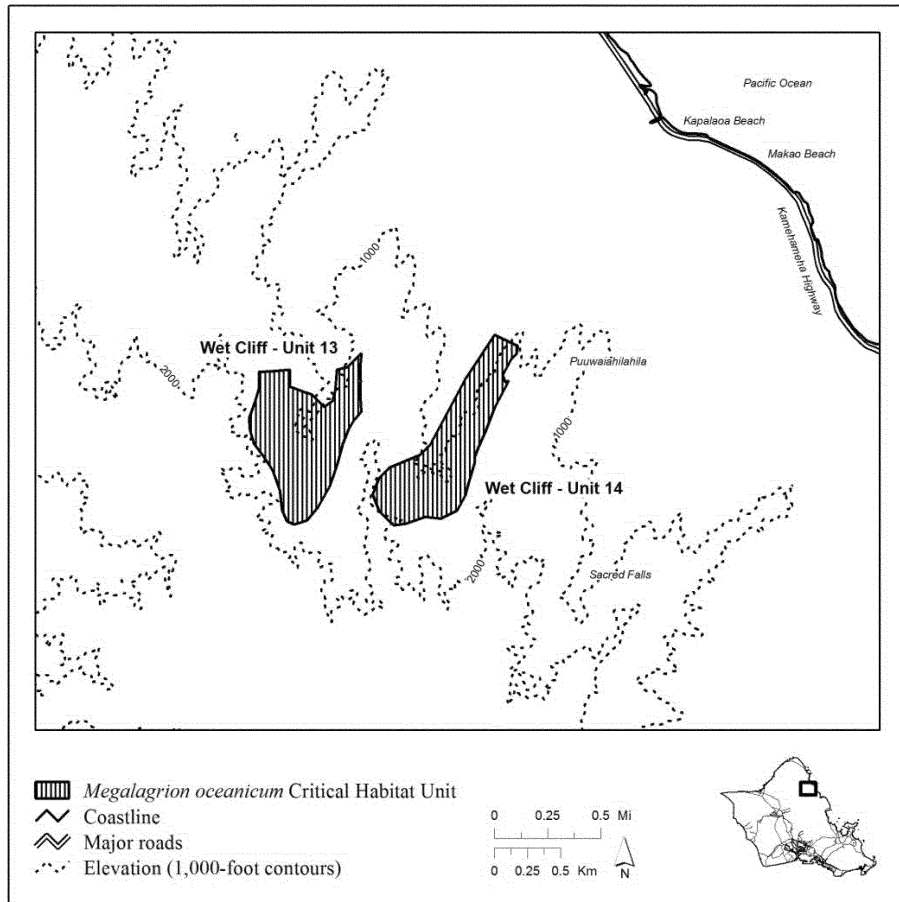 Pacific Ocean
Kapalaoa Beach
Makao Beach
Kamehameha Highway
1000
Wet Cliff - Unit 13
2000
Puuwaiahilahila
1000
Wet Cliff - Unit 14
2000
Sacred Falls
Megalagrion oceanicum Critical Habitat Unit
Coastline
Major roads
Elevation (1,000-foot contours)
0 0.25 0.5 Mi
0 0.25 0.5 Km
N